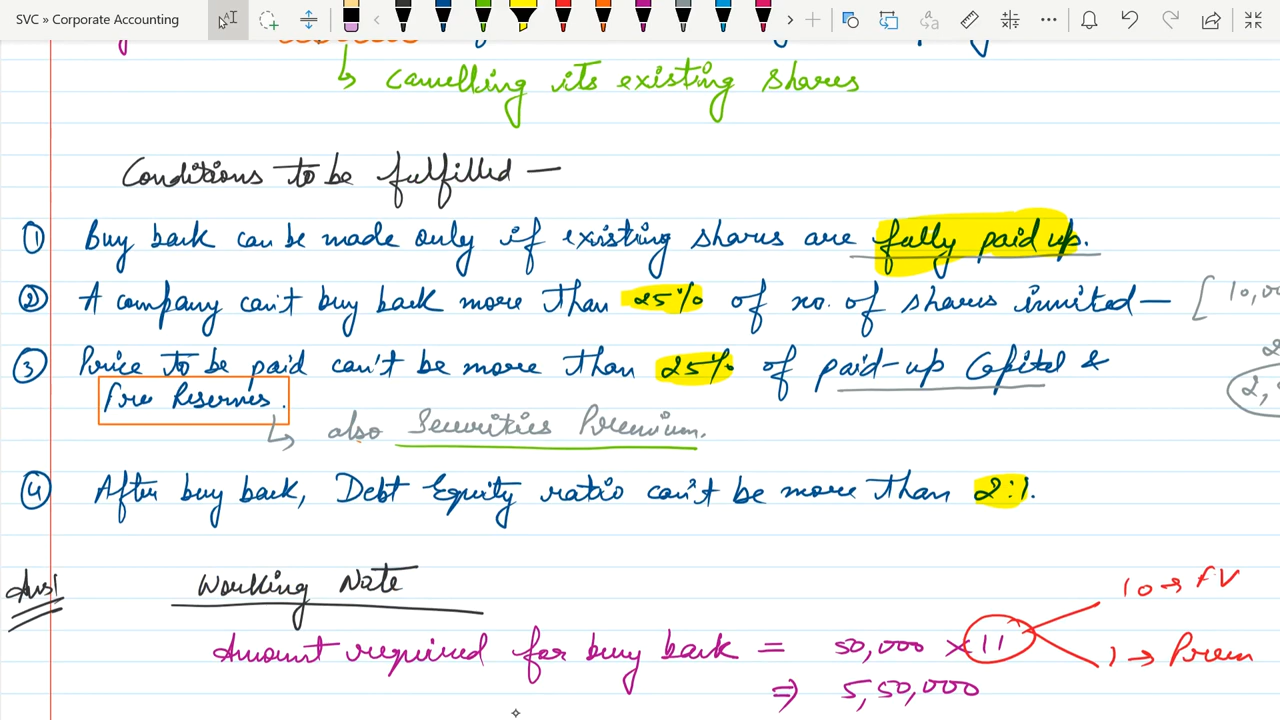 SVC » Corporate Accounting
↳ cancelling its existing shares
Conditions to be fulfilled —
① Buy back can be made only if existing shares are fully paid up.
② A company can't buy back more than 25% of no. of shares invited — [ 10,00
③ Price to be paid can't be more than 25% of paid-up Capital &
free Reserves.
↳ also Securities Premium.
④ After buy back, Debt Equity ratio can't be more than 2:1.
Ans Working Note
10 → FV
Amount required for buy back = 50,000 × 11
1 → Prem
⇒ 5,50,000